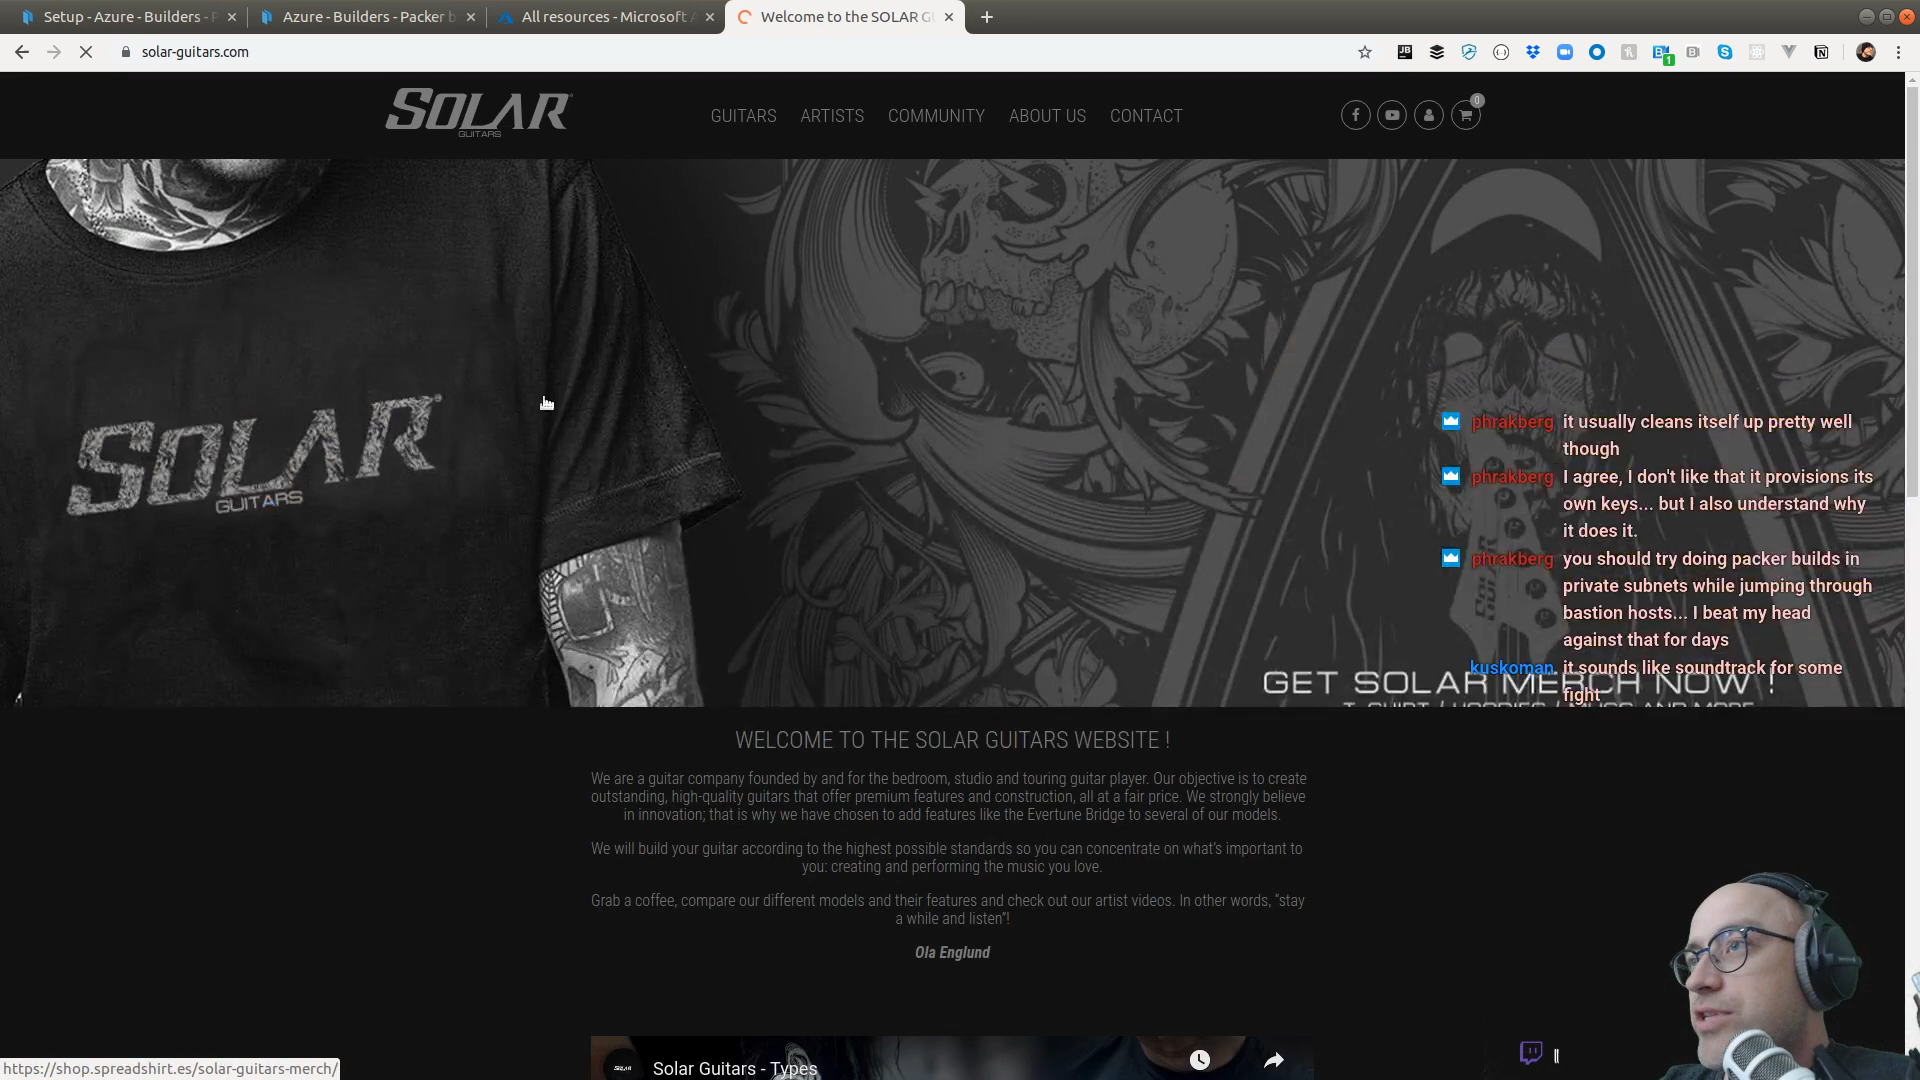 Setup - Azure - Builders - P
Azure - Builders - Packer b
All resources - Microsoft A
Welcome to the SOLAR G
solar-guitars.com
JB
1
SOLAR
GUITARS
GUITARS
ARTISTS
COMMUNITY
ABOUT US
CONTACT
0
SOLAR
GUITARS
phrakberg it usually cleans itself up pretty well
though
phrakberg I agree, I don't like that it provisions its
own keys... but I also understand why
it does it.
phrakberg you should try doing packer builds in
private subnets while jumping through
bastion hosts... I beat my head
against that for days
kuskoman it sounds like soundtrack for some
fight
GET SOLAR MERCH NOW !
T-SHIRT / HOODIES / MUGS AND MORE
WELCOME TO THE SOLAR GUITARS WEBSITE !
We are a guitar company founded by and for the bedroom, studio and touring guitar player. Our objective is to create
outstanding, high-quality guitars that offer premium features and construction, all at a fair price. We strongly believe
in innovation; that is why we have chosen to add features like the Evertune Bridge to several of our models.
We will build your guitar according to the highest possible standards so you can concentrate on what's important to
you: creating and performing the music you love.
Grab a coffee, compare our different models and their features and check out our artist videos. In other words, “stay
a while and listen”!
Ola Englund
Solar Guitars - Types
https://shop.spreadshirt.es/solar-guitars-merch/